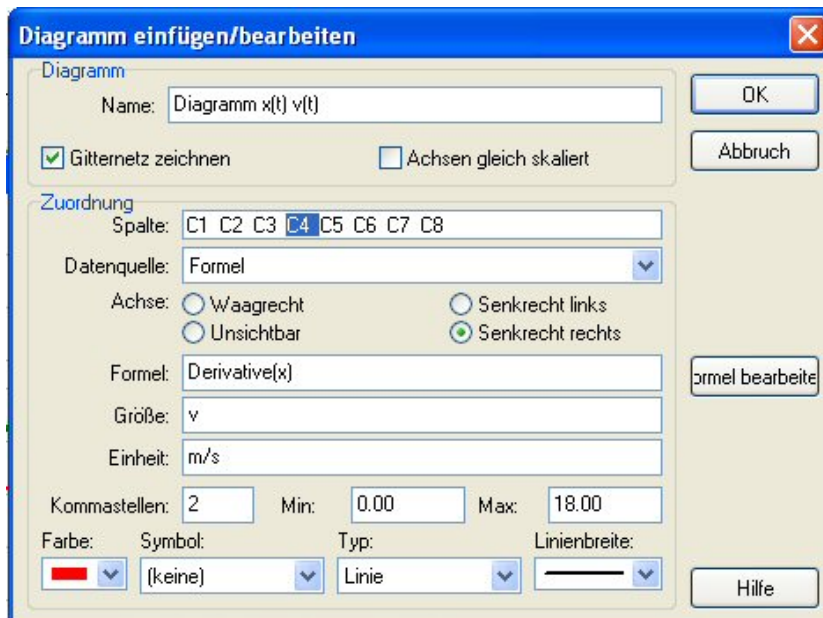 Diagramm einfügen/bearbeiten
Diagramm
Name: Diagramm x(t) v(t)
OK
Gitternetz zeichnen Achsen gleich skaliert
Abbruch
Zuordnung
Spalte: C1 C2 C3 C4 C5 C6 C7 C8
Datenquelle: Formel
Achse: Waagrecht Senkrecht links
Unsichtbar Senkrecht rechts
Formel: Derivative(x)
ormel bearbeite
Größe: v
Einheit: m/s
Kommastellen: 2 Min: 0.00 Max: 18.00
Farbe: Symbol: Typ: Linienbreite:
(keine) Linie
Hilfe